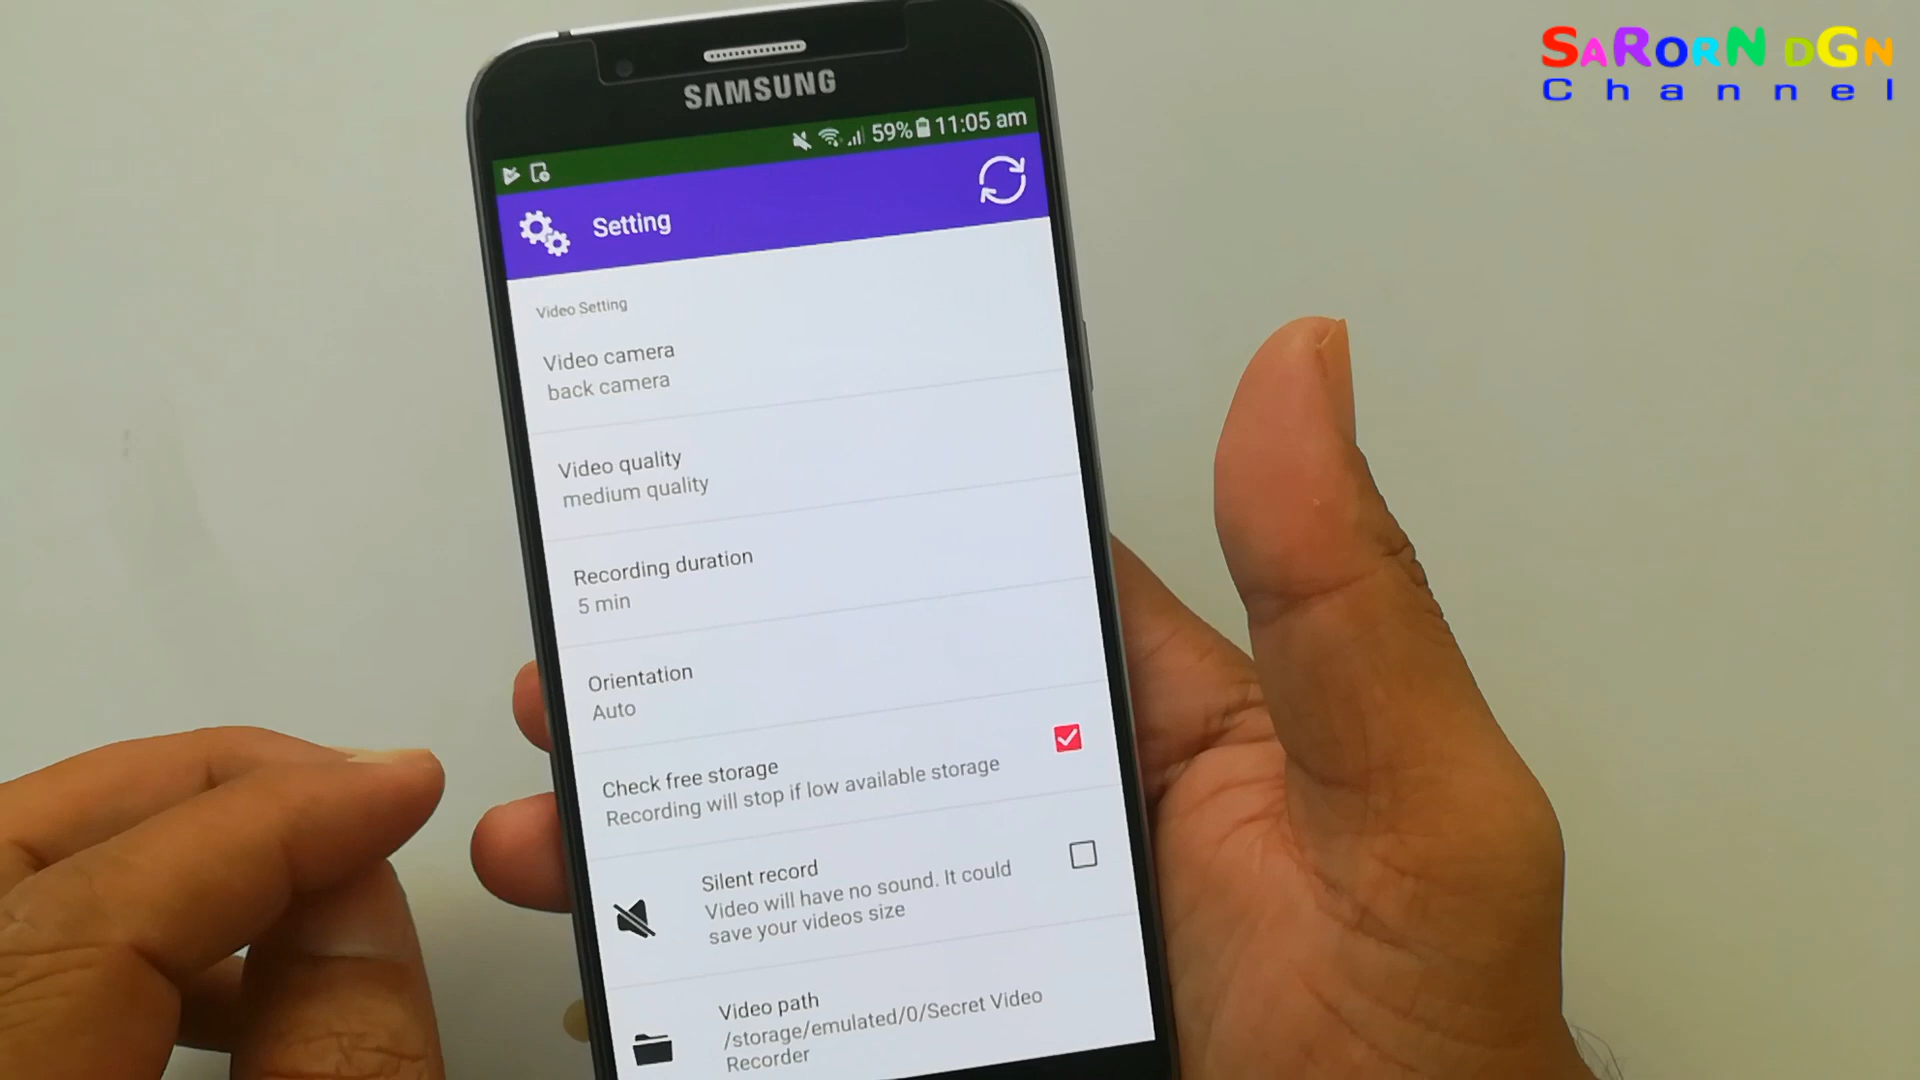 SaRorN DGN
Channel
SAMSUNG
59% 11:05 am
Setting
Video Setting
Video camera
back camera
Video quality
medium quality
Recording duration
5 min
Orientation
Auto
Check free storage
Recording will stop if low available storage
Silent record
Video will have no sound. It could
save your videos size
Video path
/storage/emulated/0/Secret Video
Recorder